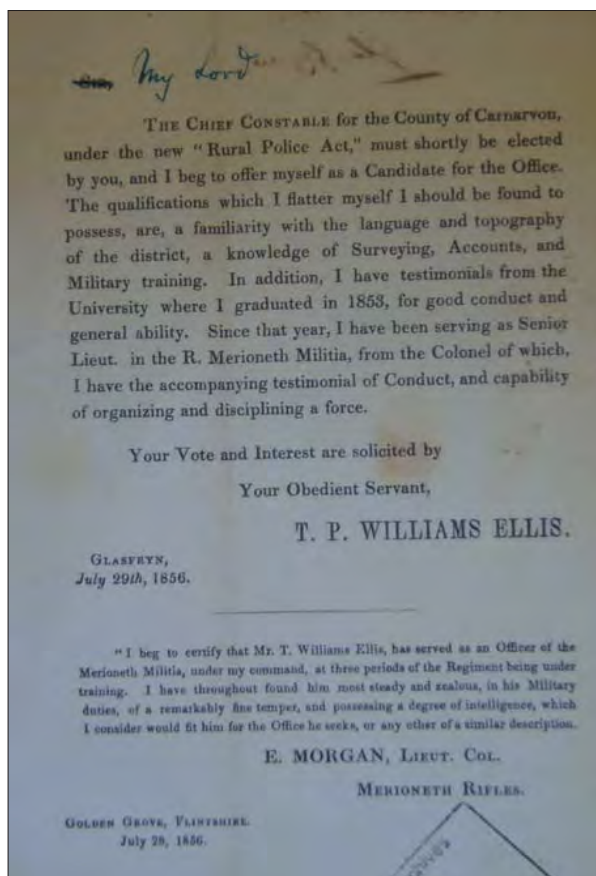 Sir, My Lord
THE CHIEF CONSTABLE for the County of Carnarvon,
under the new "Rural Police Act," must shortly be elected
by you, and I beg to offer myself as a Candidate for the Office.
The qualifications which I flatter myself I should be found to
possess, are, a familiarity with the language and topography
of the district, a knowledge of Surveying, Accounts, and
Military training. In addition, I have testimonials from the
University where I graduated in 1853, for good conduct and
general ability. Since that year, I have been serving as Senior
Lieut. in the R. Merioneth Militia, from the Colonel of which,
I have the accompanying testimonial of Conduct, and capability
of organizing and disciplining a force.
Your Vote and Interest are solicited by
Your Obedient Servant,
T. P. WILLIAMS ELLIS.
GLASFRYN,
July 29th, 1856.
"I beg to certify that Mr. T. Williams Ellis, has served as an Officer of the
Merioneth Militia, under my command, at three periods of the Regiment being under
training. I have throughout found him most steady and zealous, in his Military
duties, of a remarkably fine temper, and possessing a degree of intelligence, which
I consider would fit him for the Office he seeks, or any other of a similar description.
E. MORGAN, LIEUT. COL.
MERIONETH RIFLES.
GOLDEN GROVE, FLINTSHIRE.
July 28, 1856.